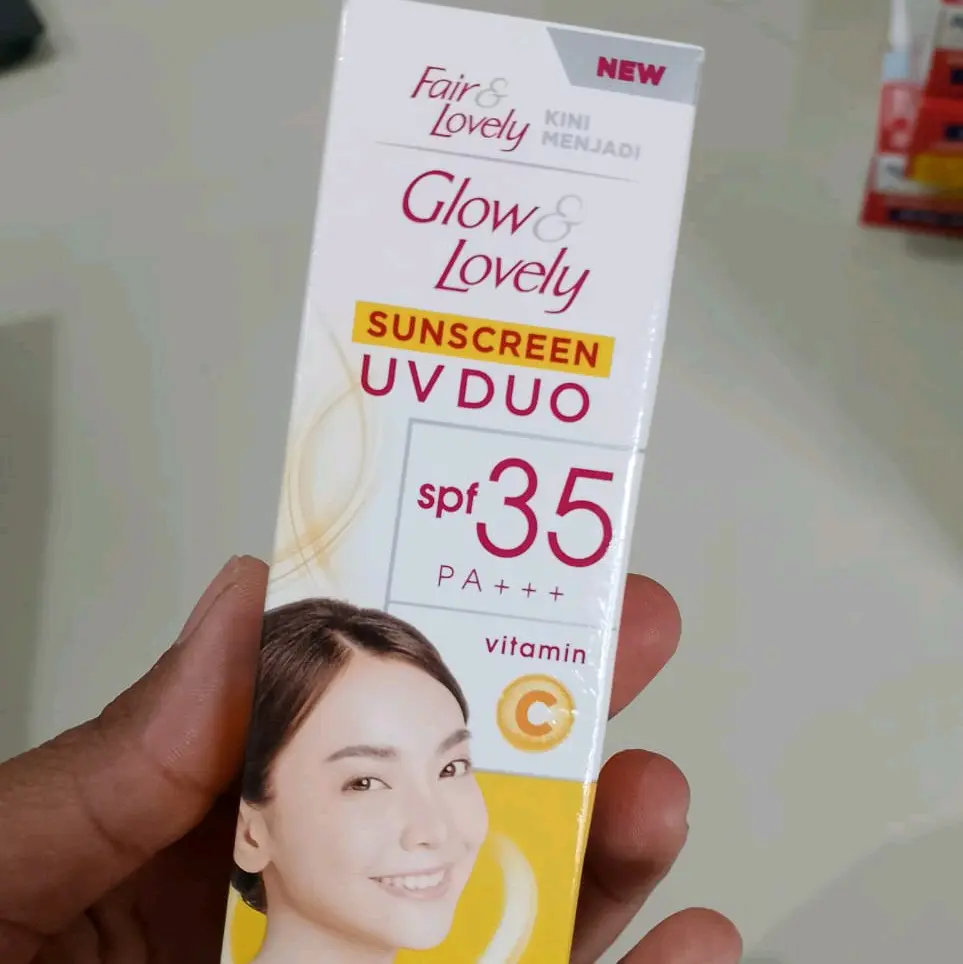 NEW
Fair &
Lovely
KINI
MENJADI
Glow &
Lovely
SUNSCREEN
UV DUO
spf 35
PA+++
vitamin
C